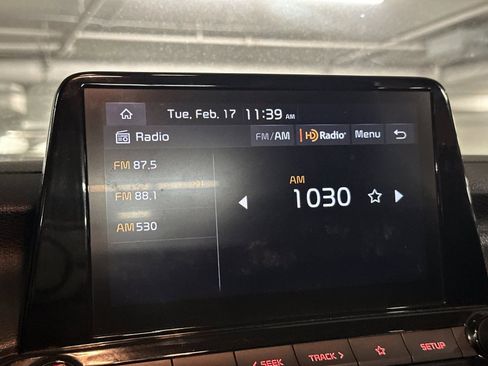 Tue, Feb. 17 11:39 AM
Radio FM/AM HD Radio® Menu
FM 87.5
FM 88.1
AM 530
AM
1030
< SEEK TRACK > SETUP